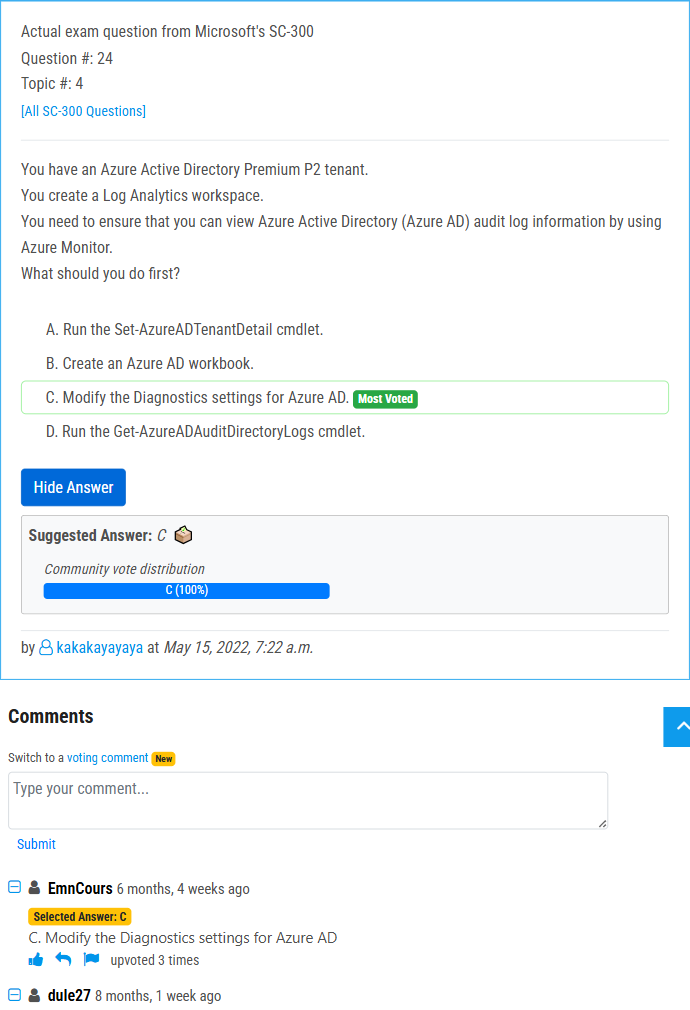 Actual exam question from Microsoft's SC-300
Question #: 24
Topic #: 4
[All SC-300 Questions]
You have an Azure Active Directory Premium P2 tenant.
You create a Log Analytics workspace.
You need to ensure that you can view Azure Active Directory (Azure AD) audit log information by using
Azure Monitor.
What should you do first?
A. Run the Set-AzureADTenantDetail cmdlet.
B. Create an Azure AD workbook.
C. Modify the Diagnostics settings for Azure AD. Most Voted
D. Run the Get-AzureADAuditDirectoryLogs cmdlet.
Hide Answer
Suggested Answer: C
Community vote distribution
C (100%)
by kakakayayaya at May 15, 2022, 7:22 a.m.
Comments
Switch to a voting comment New
Type your comment...
Submit
EmnCours 6 months, 4 weeks ago
Selected Answer: C
C. Modify the Diagnostics settings for Azure AD
upvoted 3 times
dule27 8 months, 1 week ago